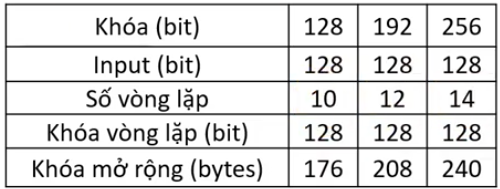 Khóa (bit) 128 192 256
Input (bit) 128 128 128
Số vòng lặp 10 12 14
Khóa vòng lặp (bit) 128 128 128
Khóa mở rộng (bytes) 176 208 240